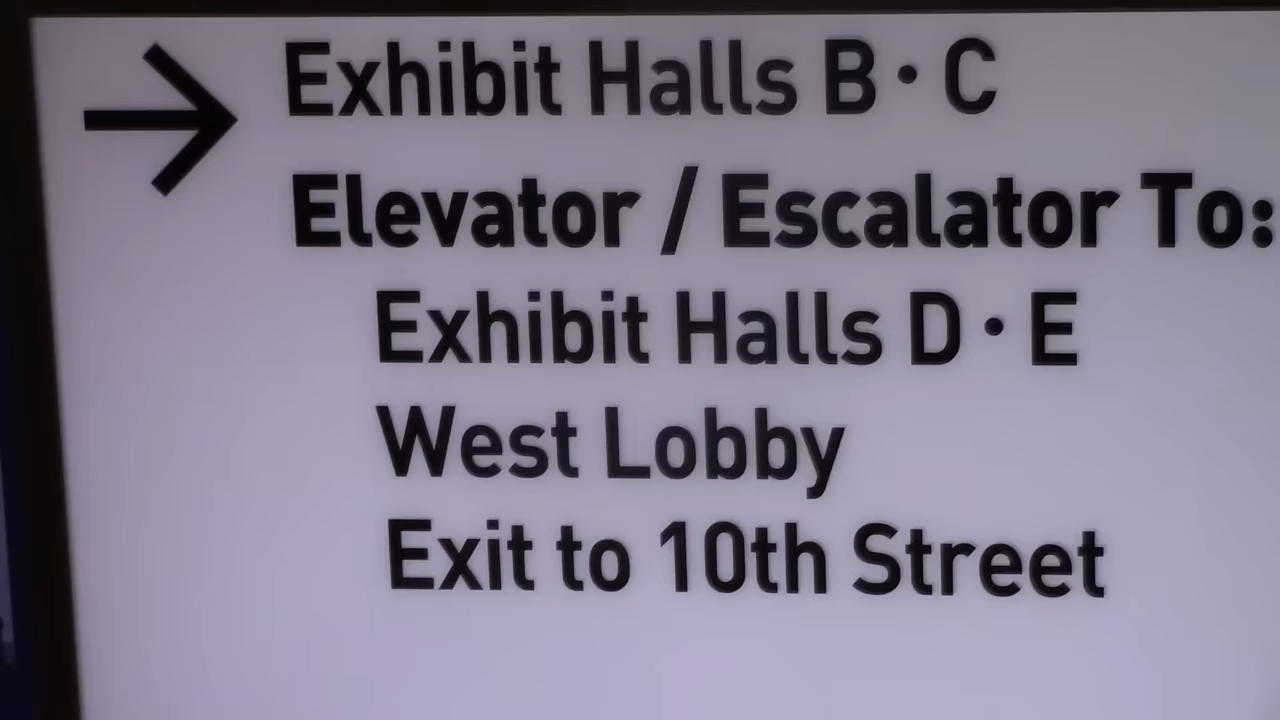 Exhibit Halls B · C
Elevator / Escalator To:
Exhibit Halls D · E
West Lobby
Exit to 10th Street